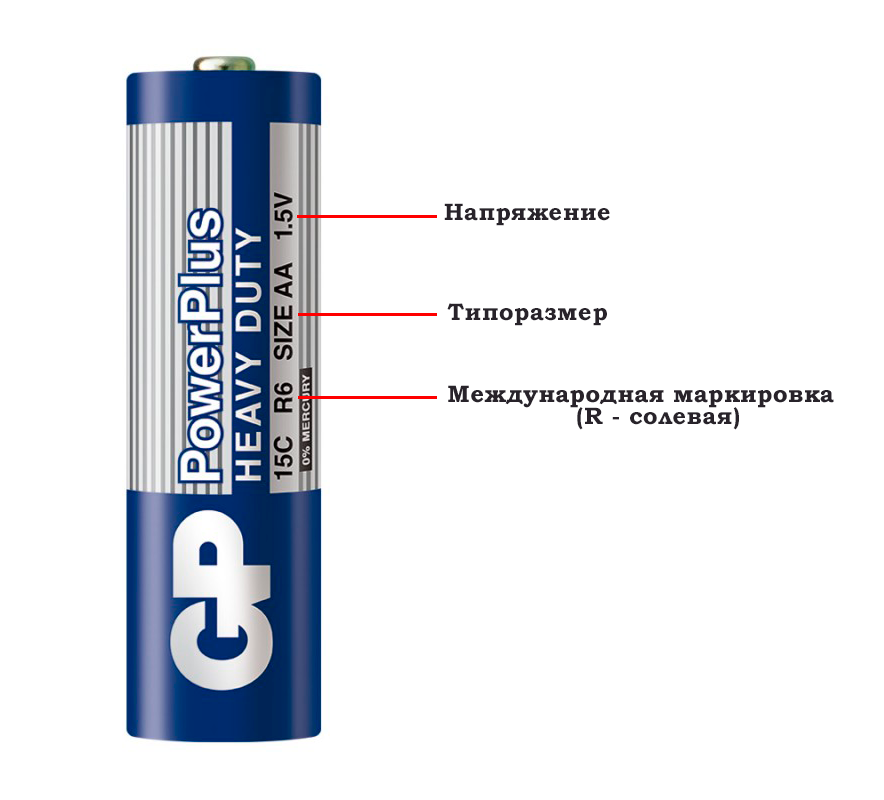 PowerPlus
HEAVY DUTY
15C R6 SIZE AA 1.5V
0% MERCURY
GP
Напряжение
Типоразмер
Международная маркировка
(R - солевая)